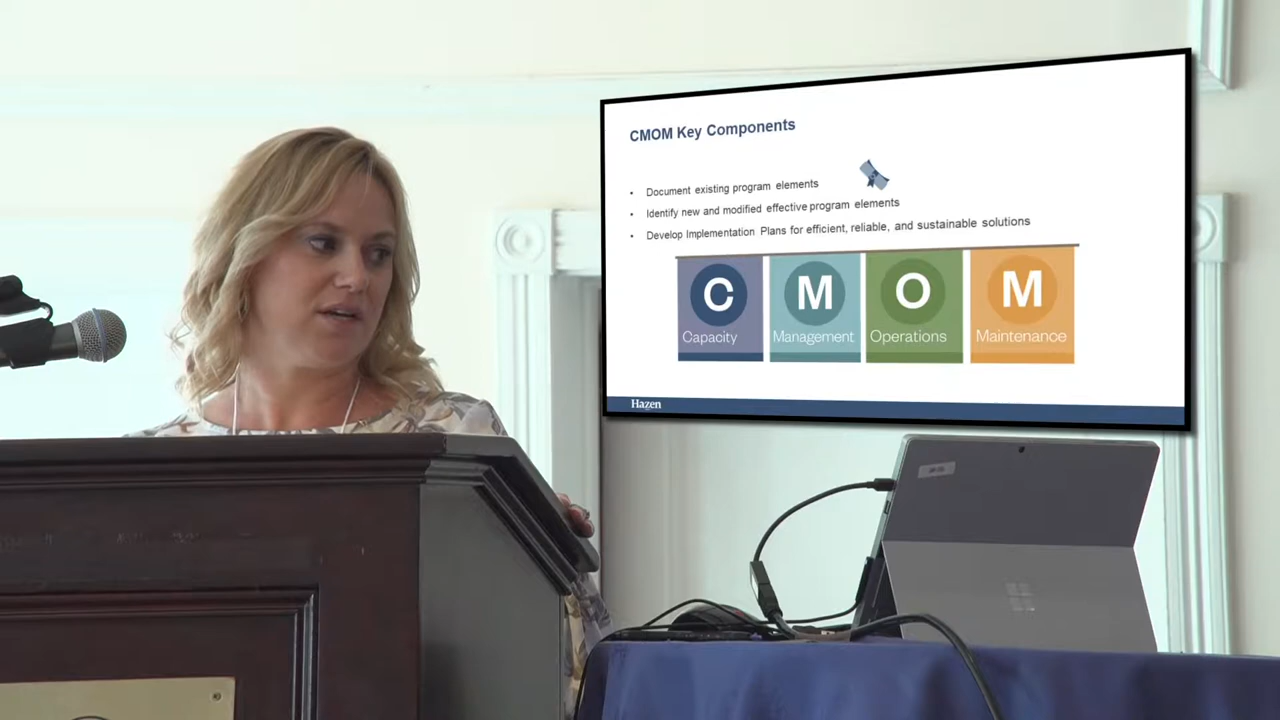 CMOM Key Components
• Document existing program elements
• Identify new and modified effective program elements
• Develop Implementation Plans for efficient, reliable, and sustainable solutions
C M O M
Capacity Management Operations Maintenance
Hazen